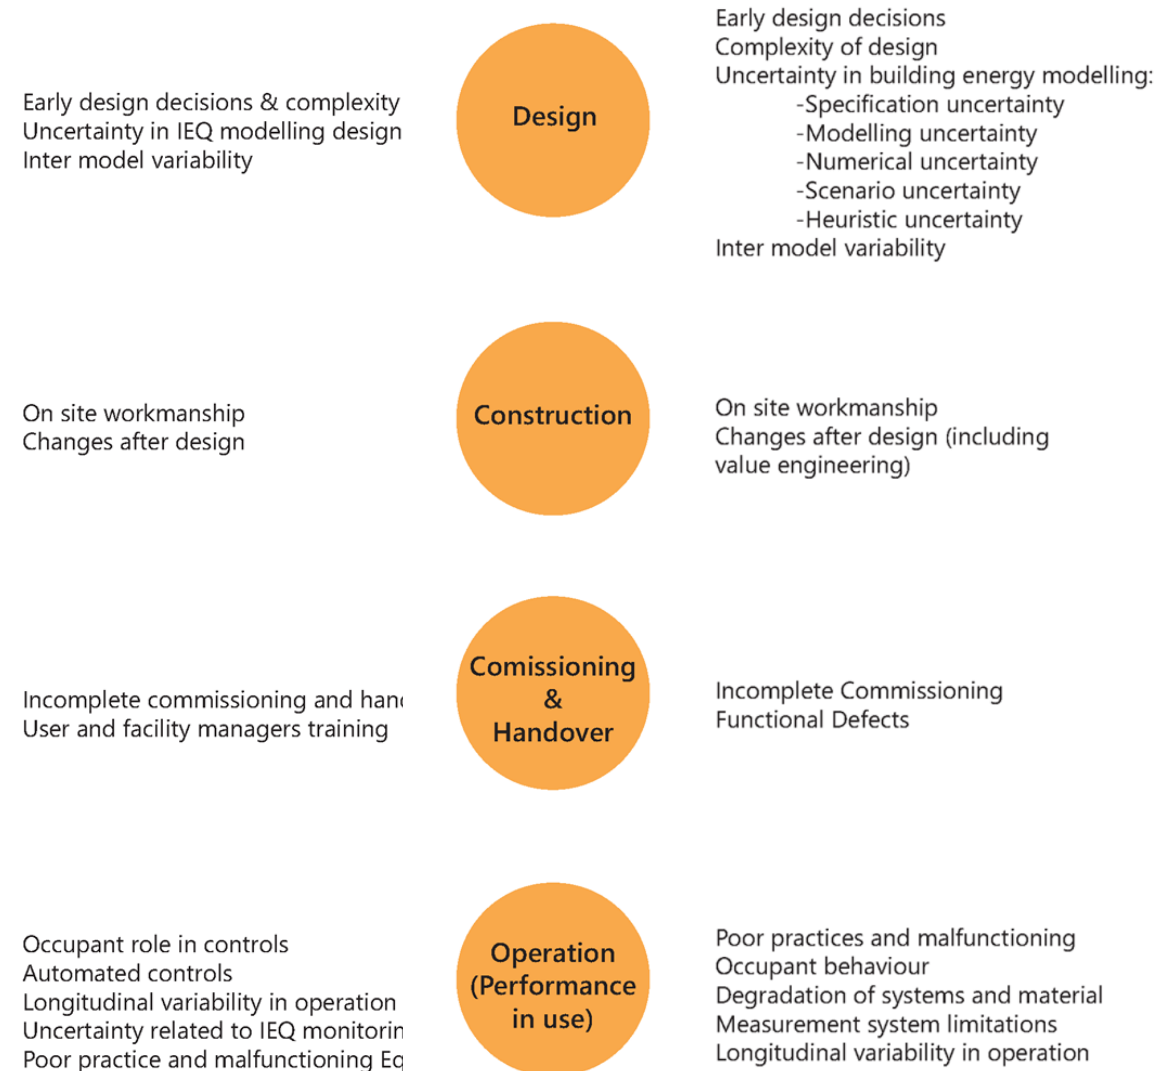 Early design decisions & complexity
Uncertainty in IEQ modelling design
Inter model variability
Design
Early design decisions
Complexity of design
Uncertainty in building energy modelling:
-Specification uncertainty
-Modelling uncertainty
-Numerical uncertainty
-Scenario uncertainty
-Heuristic uncertainty
Inter model variability
On site workmanship
Changes after design
Construction
On site workmanship
Changes after design (including
value engineering)
Incomplete commissioning and
User and facility managers training
Comissioning
&
Handover
Incomplete Commissioning
Functional Defects
Occupant role in controls
Automated controls
Longitudinal variability in operation
Uncertainty related to IEQ
Poor practice and malfunctioning
Operation
(Performance
in use)
Poor practices and malfunctioning
Occupant behaviour
Degradation of systems and material
Measurement system limitations
Longitudinal variability in operation